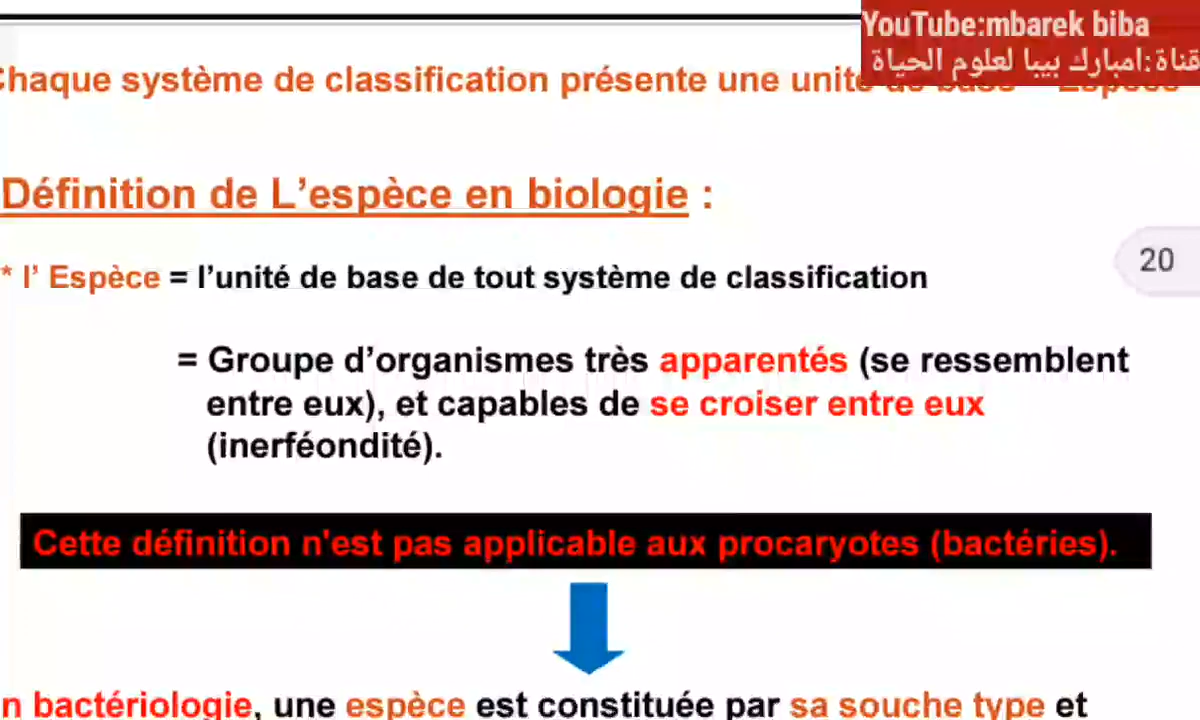 YouTube:mbarek biba
قناة:امبارك بيبا لعلوم الحياة
Chaque système de classification présente une unité de base = Espèce
Définition de L’espèce en biologie :
* l’ Espèce = l’unité de base de tout système de classification
20
= Groupe d’organismes très apparentés (se ressemblent
entre eux), et capables de se croiser entre eux
(inerféondité).
Cette définition n'est pas applicable aux procaryotes (bactéries).
n bactériologie, une espèce est constituée par sa souche type et